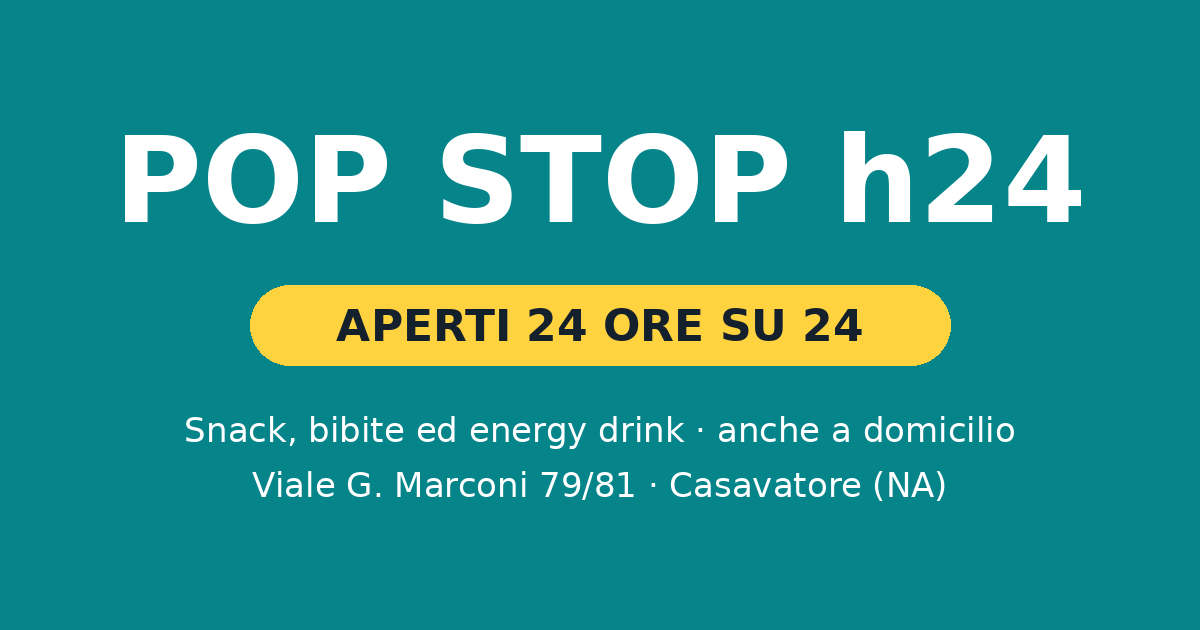 POP STOP h24
APERTI 24 ORE SU 24
Snack, bibite ed energy drink · anche a domicilio
Viale G. Marconi 79/81 · Casavatore (NA)